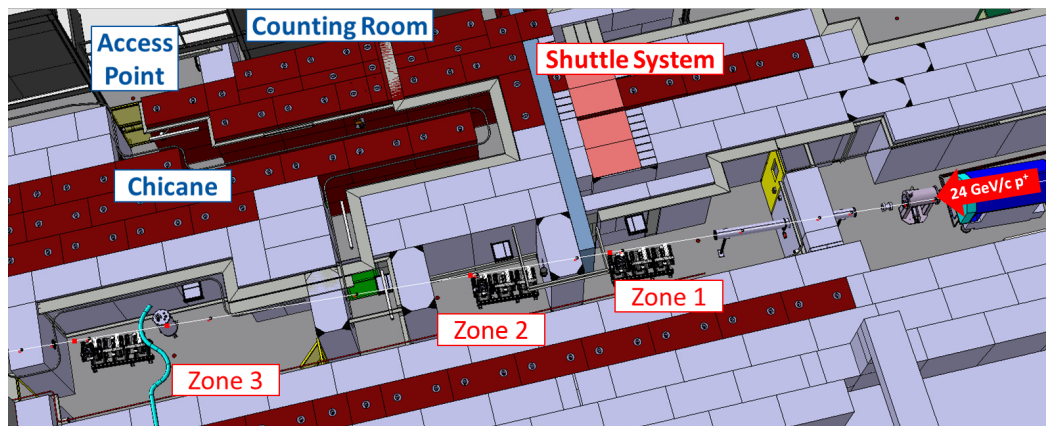 Counting Room
Access
Point
Shuttle System
Chicane
24 GeV/c p⁺
Zone 1
Zone 2
Zone 3